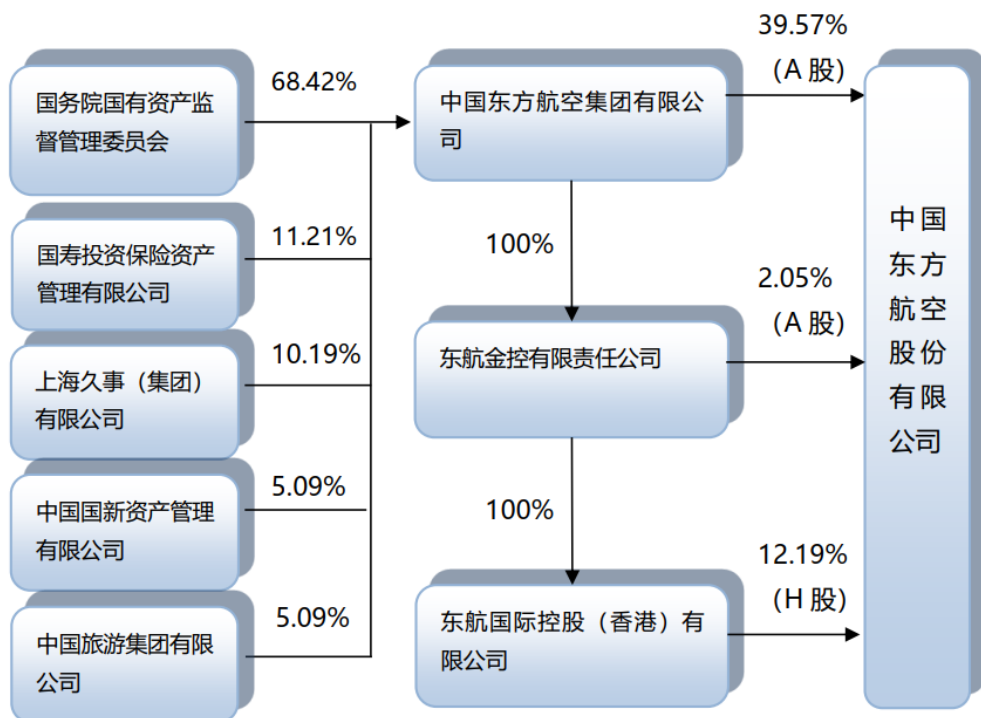 国务院国有资产监
督管理委员会
68.42%
国寿投资保险资产
管理有限公司
11.21%
上海久事（集团）
有限公司
10.19%
中国国新资产管理
有限公司
5.09%
中国旅游集团有限
公司
5.09%
中国东方航空集团有限公
司
100%
东航金控有限责任公司
100%
东航国际控股（香港）有
限公司
39.57%
（A 股）
2.05%
（A 股）
12.19%
（H 股）
中国
东方
航空
股份
有限
公司